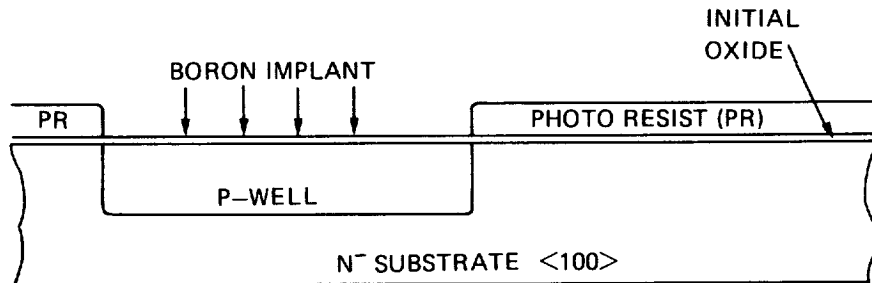 INITIAL
OXIDE
BORON IMPLANT
PR
PHOTO RESIST (PR)
P–WELL
N⁻ SUBSTRATE <100>